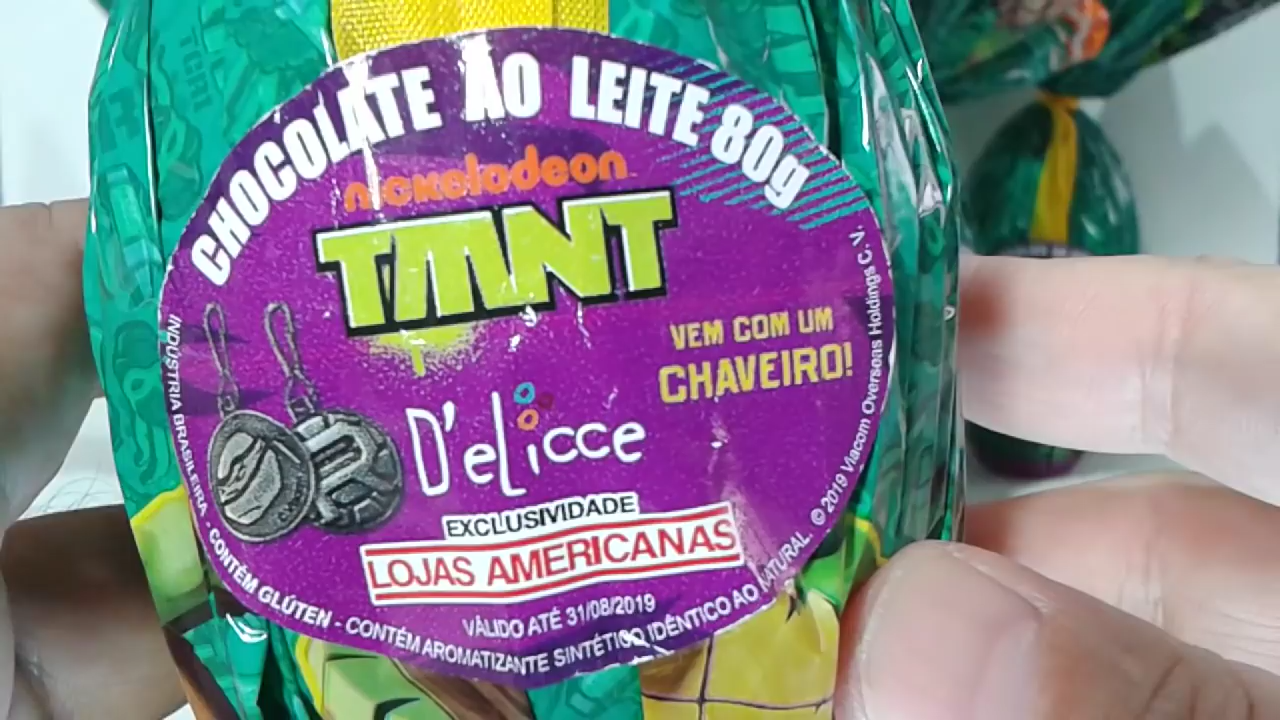 CHOCOLATE AO LEITE 80g
nickelodeon
TMNT
VEM COM UM
CHAVEIRO!
D'elicce
EXCLUSIVIDADE
LOJAS AMERICANAS
VÁLIDO ATÉ 31/08/2019
INDÚSTRIA BRASILEIRA - CONTÉM GLÚTEN - CONTÉM AROMATIZANTE SINTÉTICO IDÊNTICO AO NATURAL. © 2019 Viacom Overseas Holdings C. V.